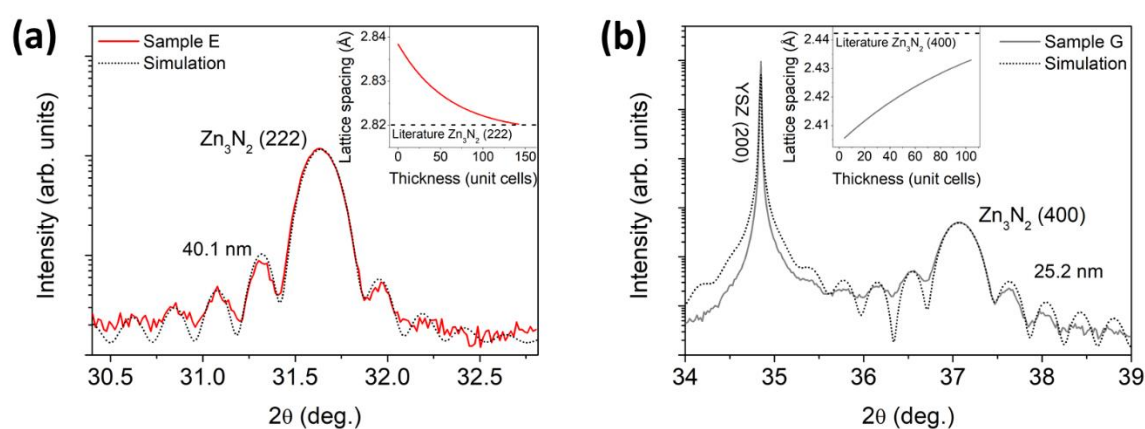 (a)
Sample E
Simulation
Zn3N2 (222)
40.1 nm
Intensity (arb. units)
30.5 31.0 31.5 32.0 32.5
2θ (deg.)
2.84
2.83
2.82
Lattice spacing (Å)
Literature Zn3N2 (222)
0 50 100 150
Thickness (unit cells)
(b)
Sample G
Simulation
YSZ (200)
Zn3N2 (400)
25.2 nm
Intensity (arb. units)
34 35 36 37 38 39
2θ (deg.)
2.44
2.43
2.42
2.41
Lattice spacing (Å)
Literature Zn3N2 (400)
0 20 40 60 80 100
Thickness (unit cells)